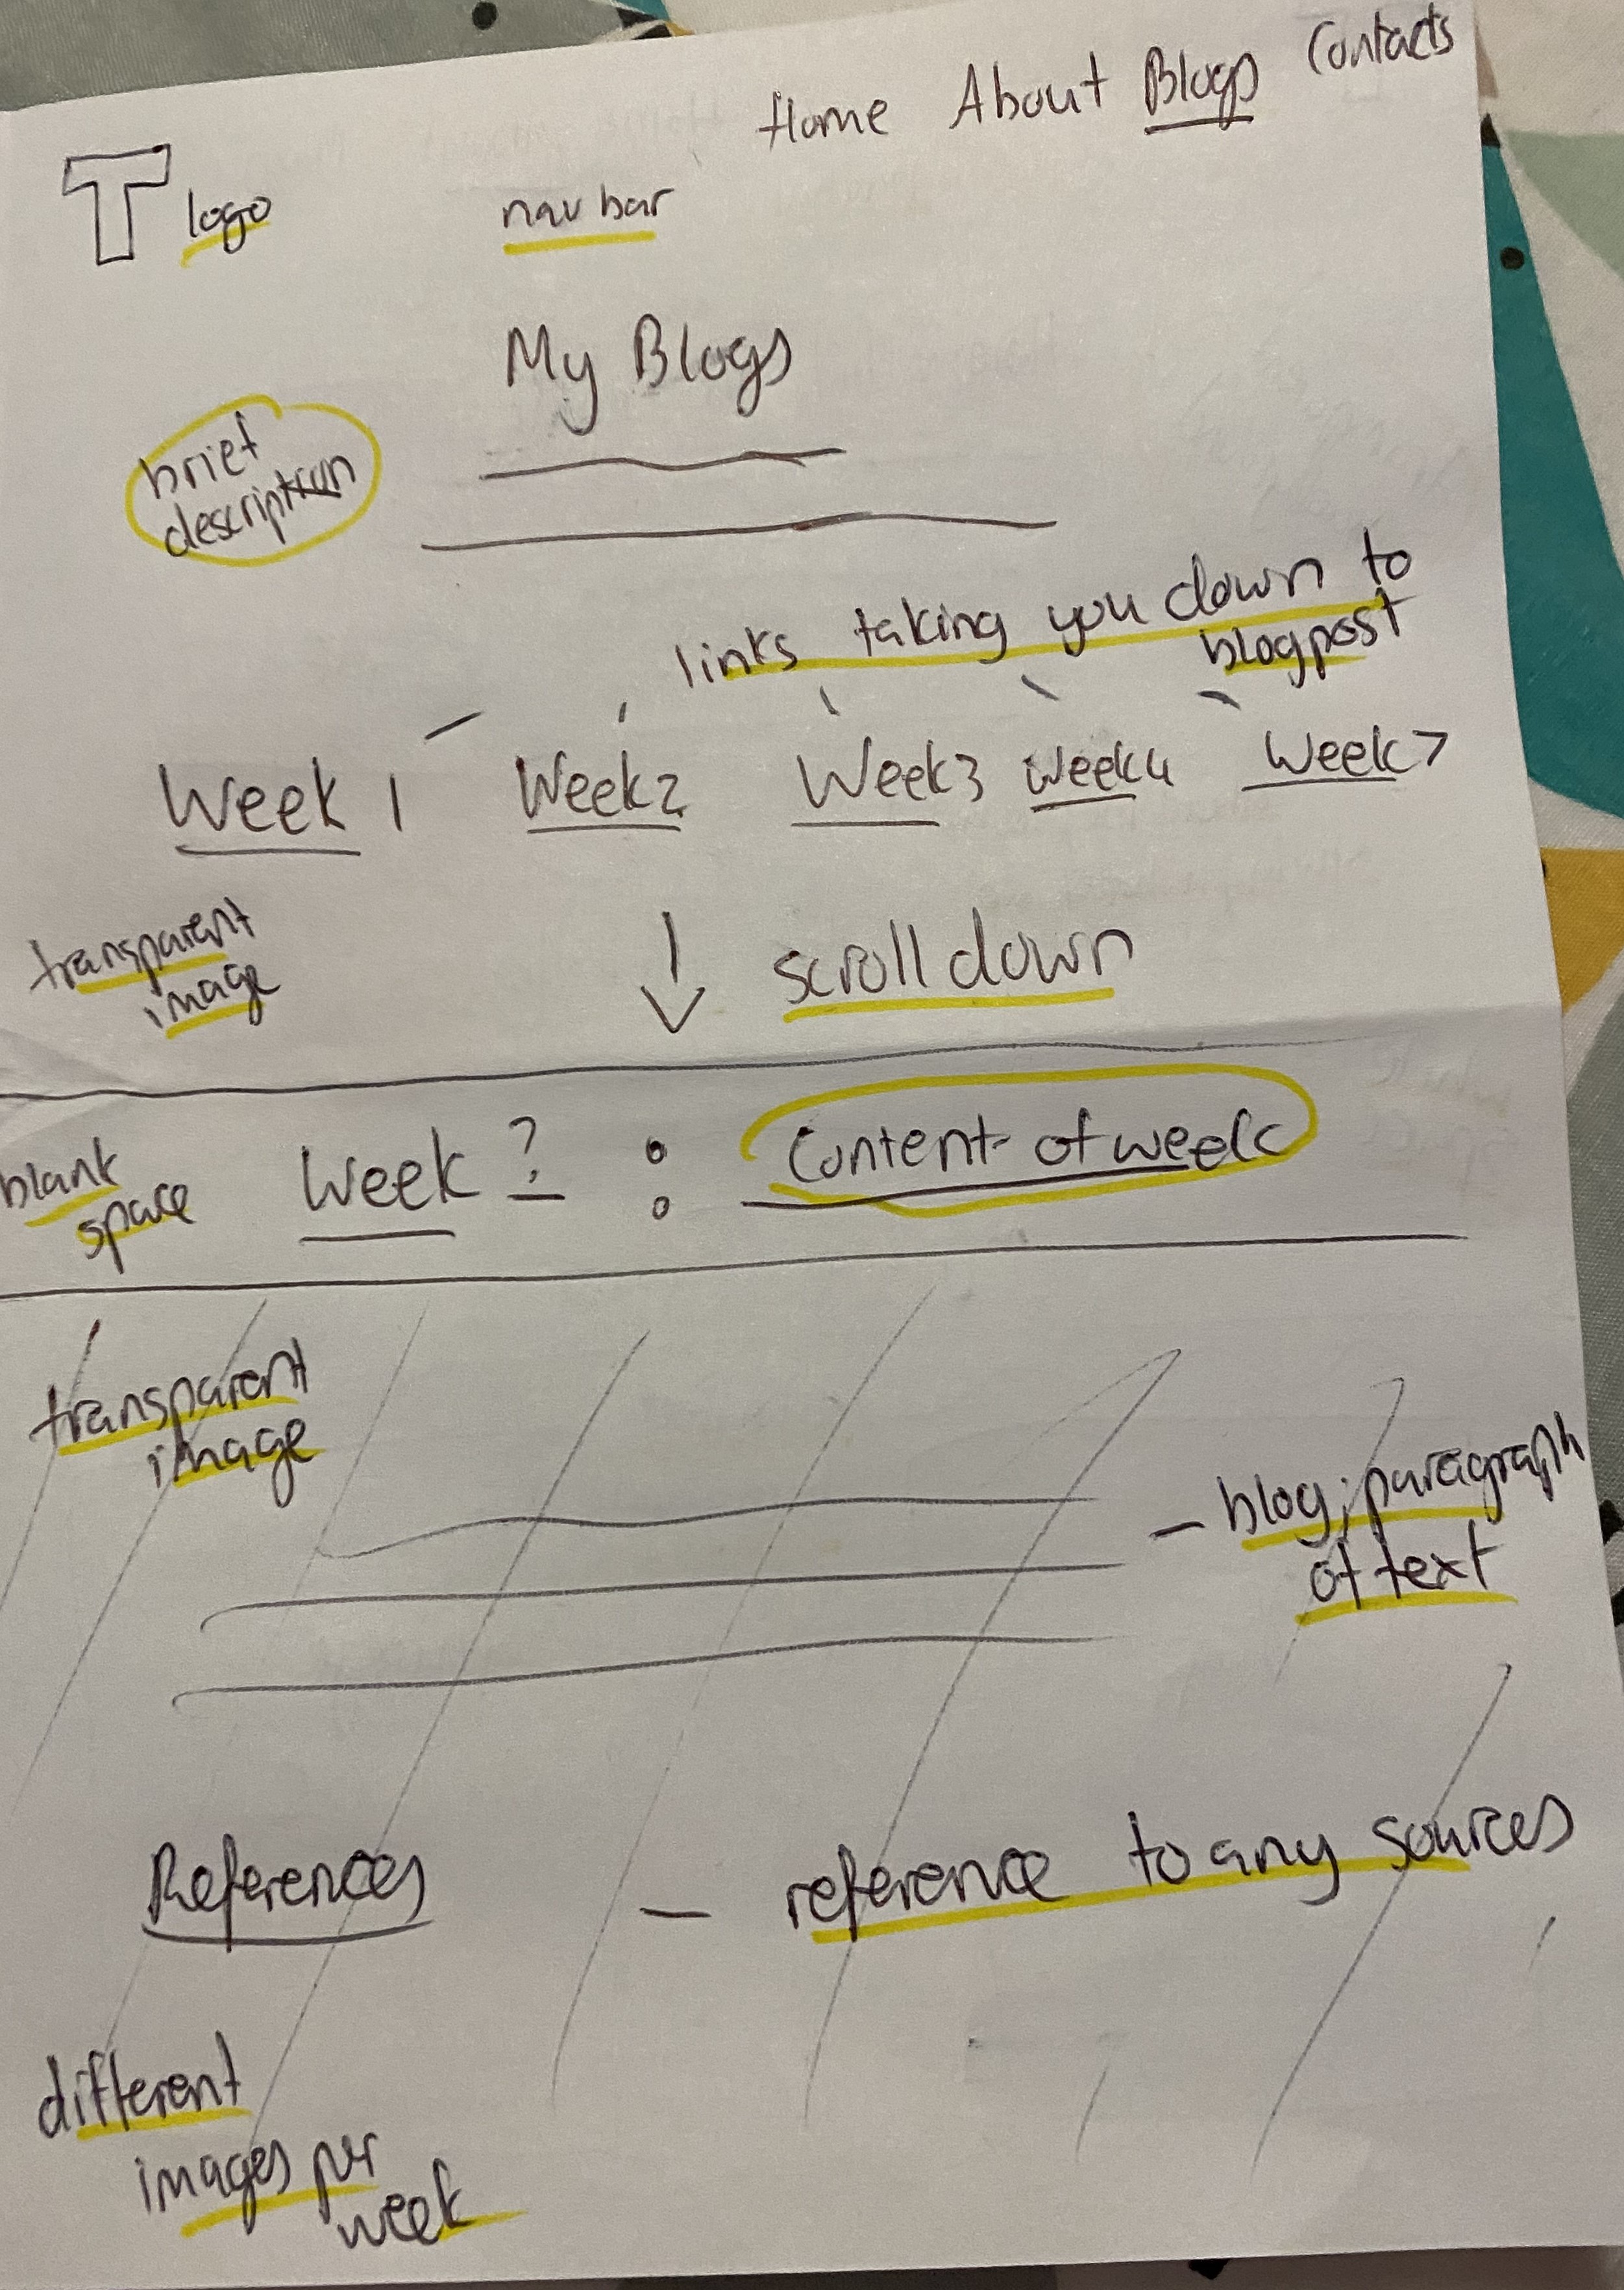 Home About Blogs Contacts
T logo
nav bar
My Blogs
brief
description
links taking you down to
blogpost
Week 1 Week2 Week3 Week4 Week7
transparent
image
scroll down
blank
space
Week ? : Content of week
transparent
image
- blog; paragraph
of text
References - reference to any sources
different
images per
week